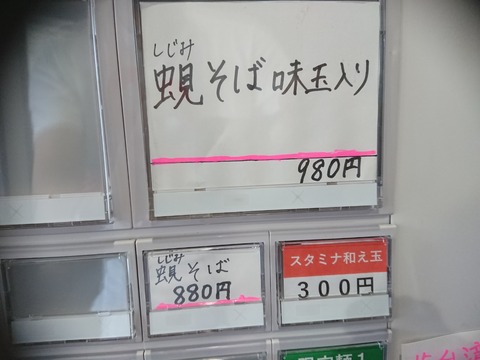 しじみ
蜆そば味玉入り
980円
しじみ
蜆そば
880円
スタミナ和え玉
300円